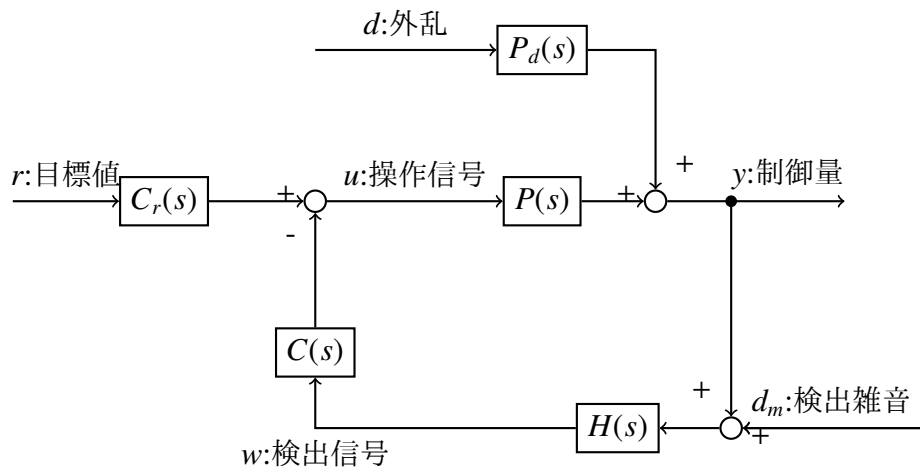 d:外乱
P_d(s)
+
r:目標値
C_r(s)
+
u:操作信号
P(s)
+
y:制御量
-
C(s)
+
d_m:検出雑音
H(s)
+
w:検出信号